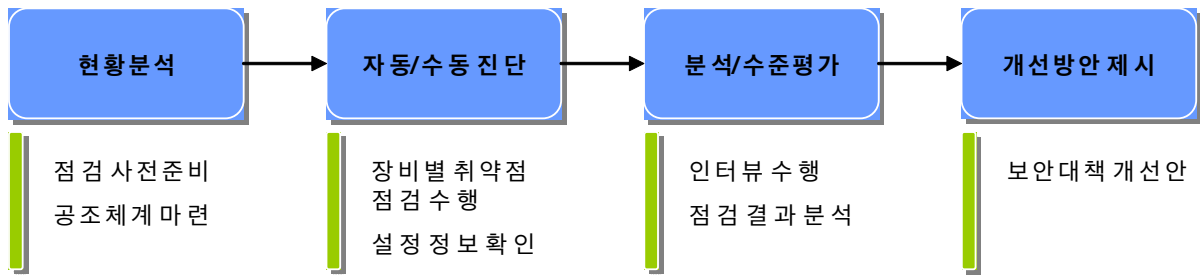 현황분석
자동/수동 진단
분석/수준평가
개선방안 제시
점검 사전준비
공조체계 마련
장비별 취약점
점검 수행
설정정보 확인
인터뷰 수행
점검 결과 분석
보안대책 개선안